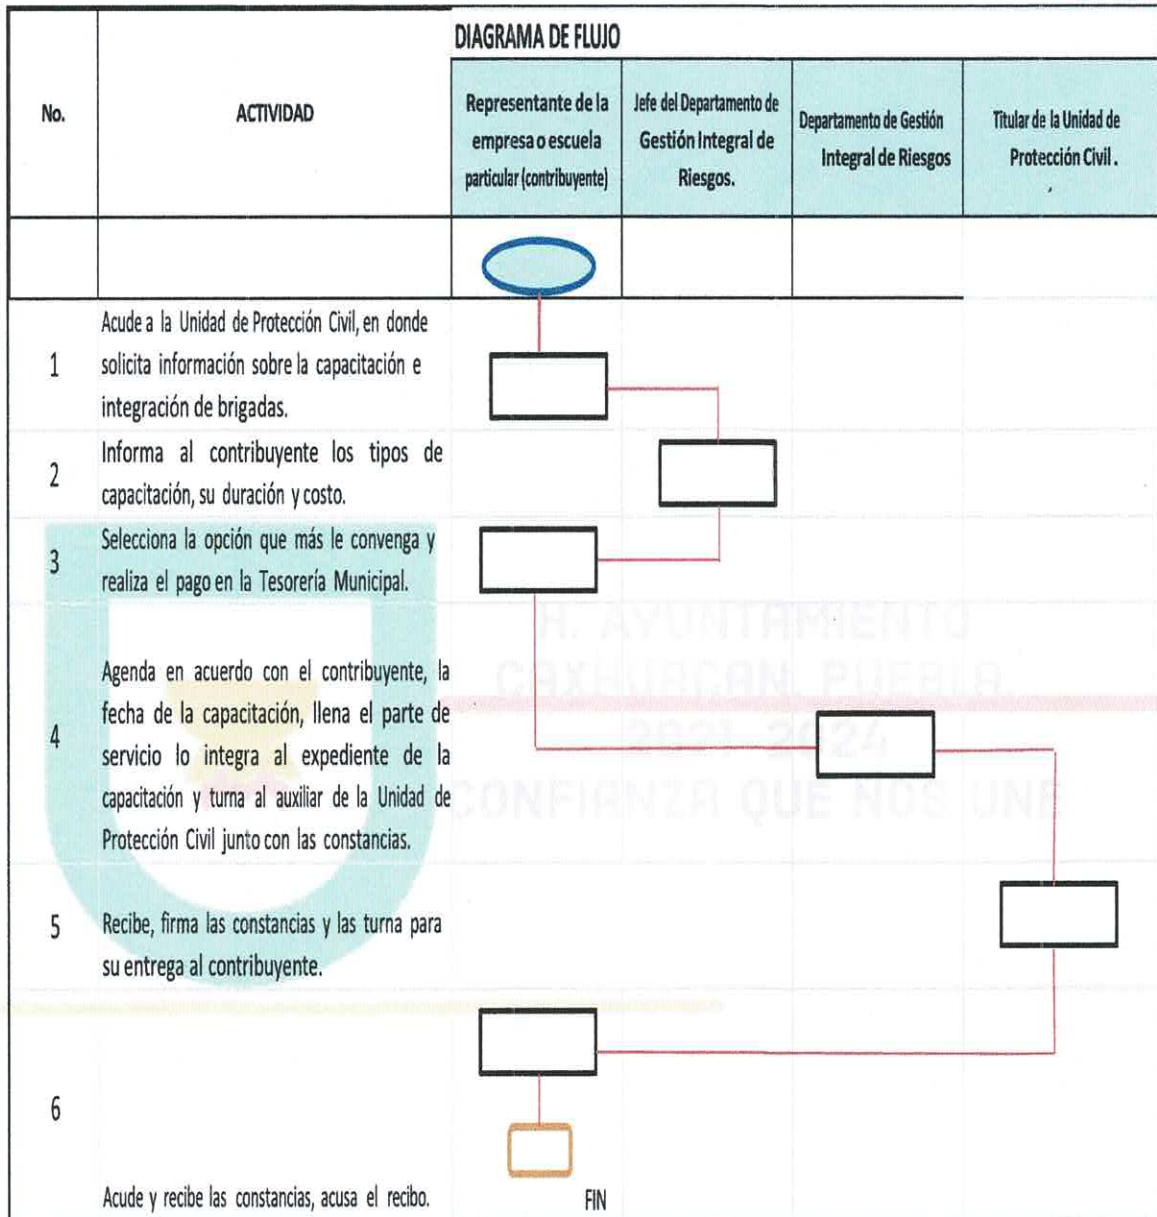 DIAGRAMA DE FLUJO
No.
ACTIVIDAD
Representante de la
empresa o escuela
particular (contribuyente)
Jefe del Departamento de
Gestión Integral de
Riesgos.
Departamento de Gestión
Integral de Riesgos
Titular de la Unidad de
Protección Civil.
1
Acude a la Unidad de Protección Civil, en donde
solicita información sobre la capacitación e
integración de brigadas.
2
Informa al contribuyente los tipos de
capacitación, su duración y costo.
3
Selecciona la opción que más le convenga y
realiza el pago en la Tesorería Municipal.
4
Agenda en acuerdo con el contribuyente, la
fecha de la capacitación, llena el parte de
servicio lo integra al expediente de la
capacitación y turna al auxiliar de la Unidad de
Protección Civil junto con las constancias.
H. AYUNTAMIENTO
CAXHUACAN, PUEBLA.
2021-2024
CONFIANZA QUE NOS UNE
5
Recibe, firma las constancias y las turna para
su entrega al contribuyente.
6
Acude y recibe las constancias, acusa el recibo.
FIN